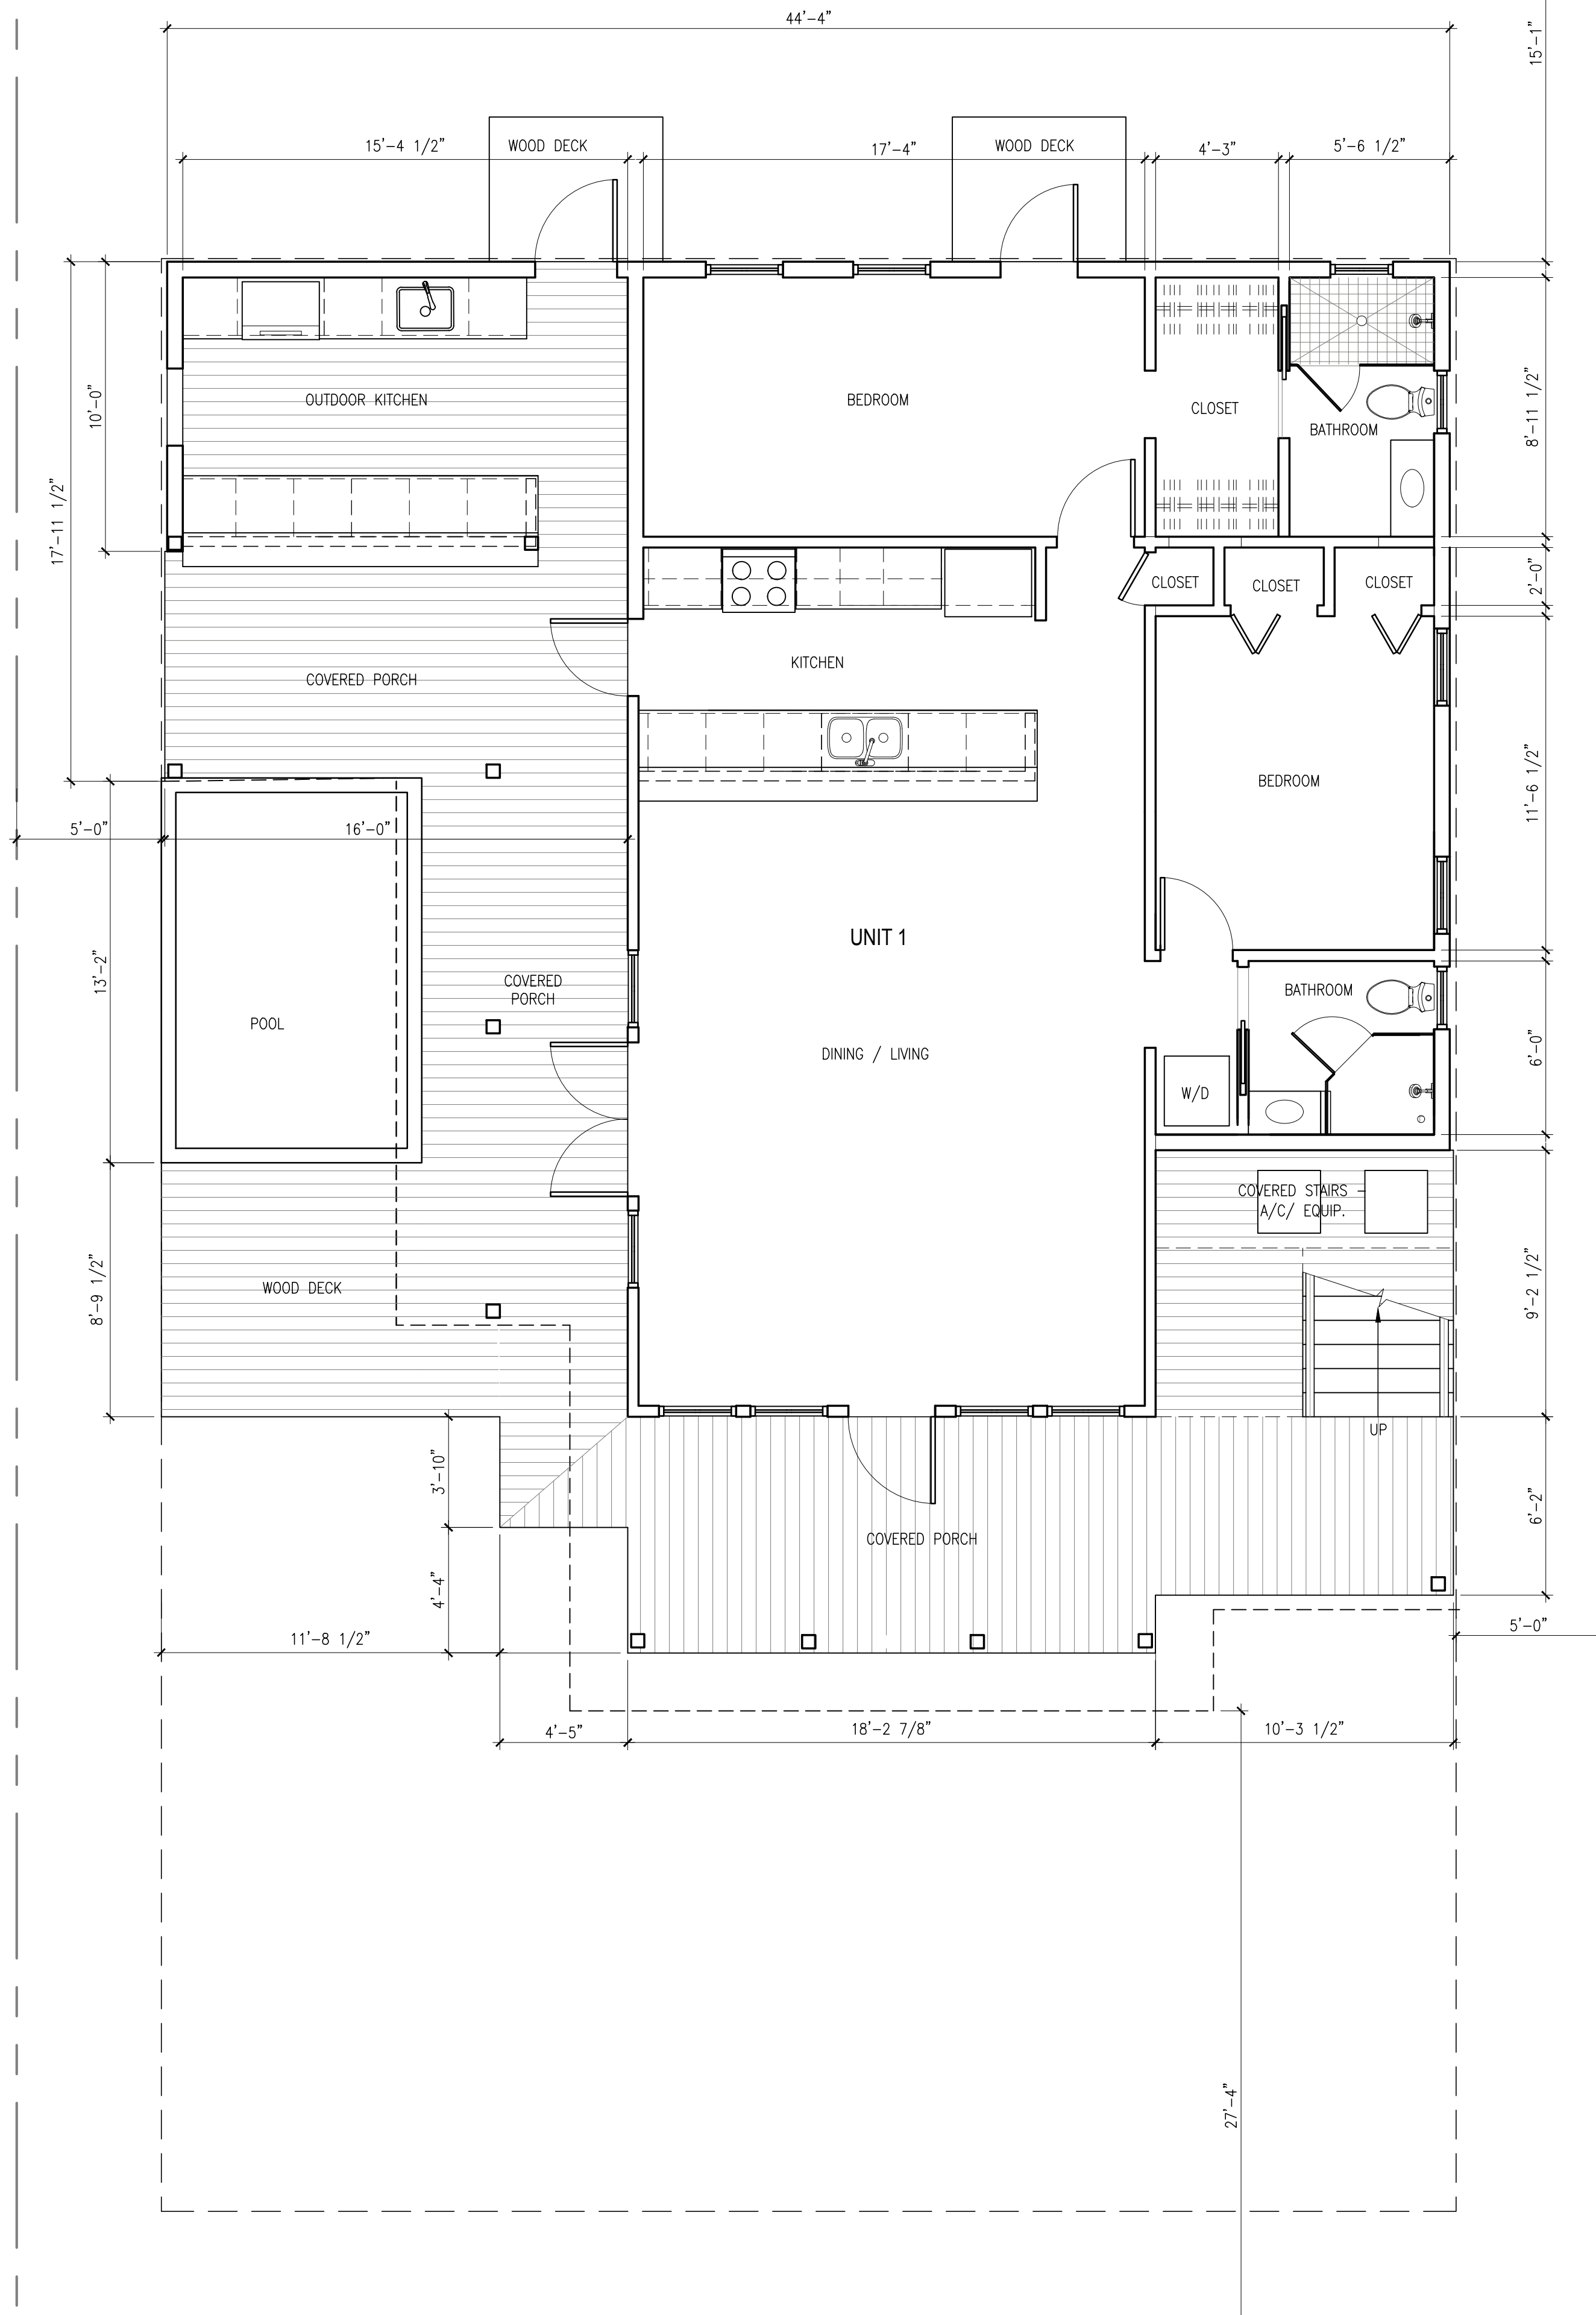 44'-4"
15'-1"
15'-4 1/2"
WOOD DECK
17'-4"
WOOD DECK
4'-3"
5'-6 1/2"
10'-0"
17'-11 1/2"
OUTDOOR KITCHEN
BEDROOM
CLOSET
BATHROOM
8'-11 1/2"
CLOSET
CLOSET
CLOSET
2'-0"
COVERED PORCH
KITCHEN
BEDROOM
11'-6 1/2"
5'-0"
16'-0"
UNIT 1
13'-2"
COVERED
PORCH
POOL
DINING / LIVING
BATHROOM
W/D
6'-0"
COVERED STAIRS -
A/C/ EQUIP.
WOOD DECK
8'-9 1/2"
9'-2 1/2"
UP
3'-10"
COVERED PORCH
6'-2"
4'-4"
11'-8 1/2"
5'-0"
4'-5"
18'-2 7/8"
10'-3 1/2"
27'-4"